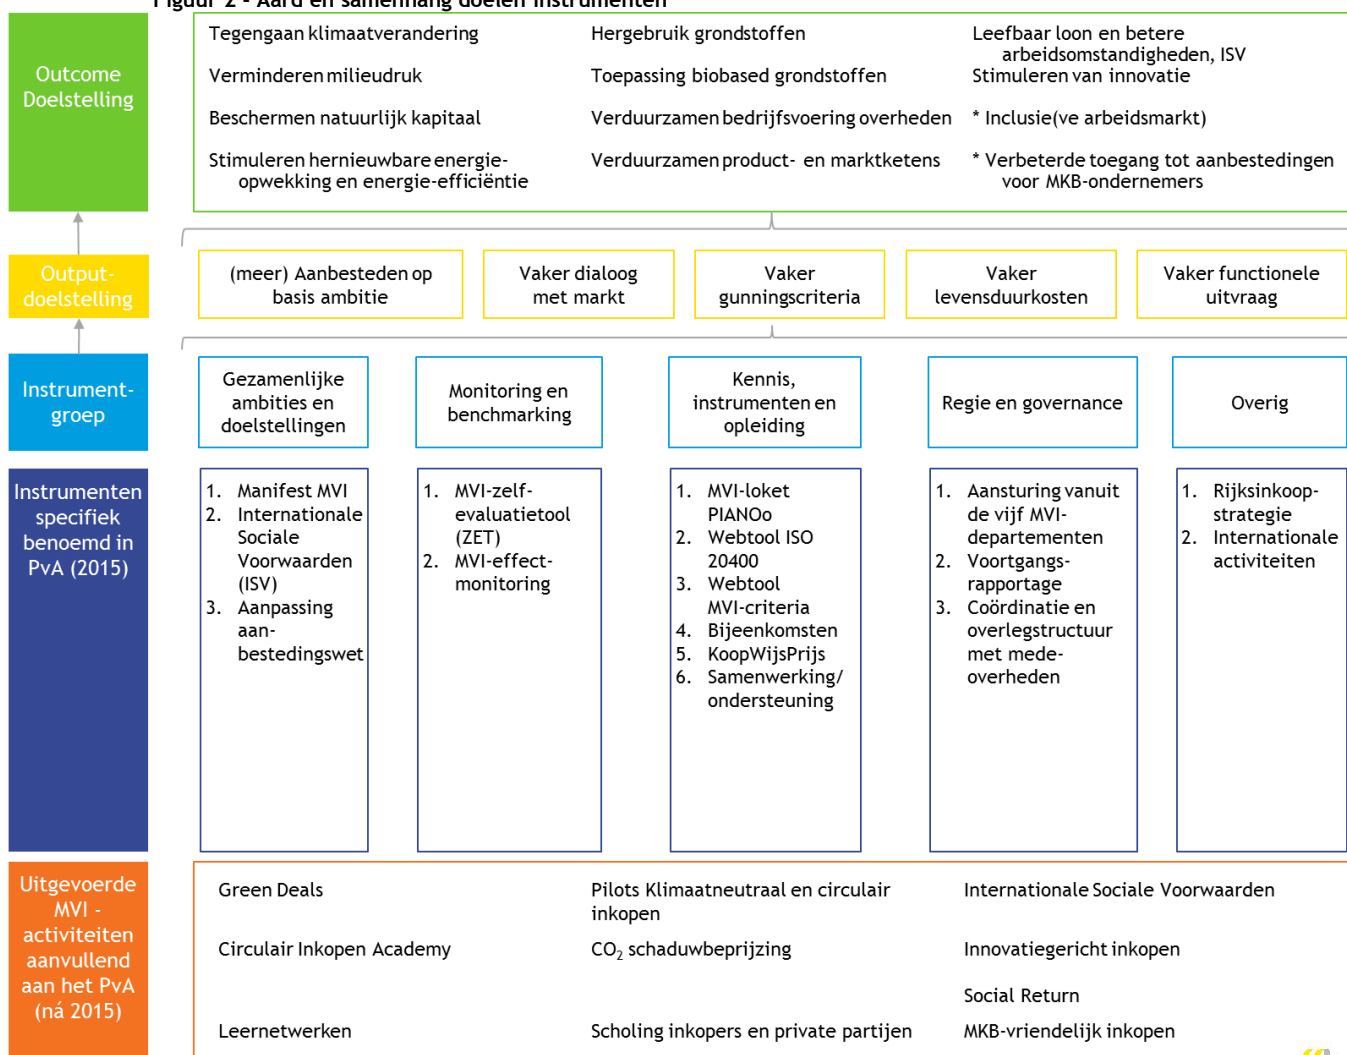 Figuur 2 - Aard en samenhang doelen instrumenten
Outcome
Doelstelling
Tegengaan klimaatverandering
Verminderen milieudruk
Beschermen natuurlijk kapitaal
Stimuleren hernieuwbare energie-
opwekking en energie-efficiëntie
Hergebruik grondstoffen
Toepassing biobased grondstoffen
Verduurzamen bedrijfsvoering overheden
Verduurzamen product- en marktketens
Leefbaar loon en betere
arbeidsomstandigheden, ISV
Stimuleren van innovatie
* Inclusie(ve arbeidsmarkt)
* Verbeterde toegang tot aanbestedingen
voor MKB-ondernemers
Output-
doelstelling
(meer) Aanbesteden op
basis ambitie
Vaker dialoog
met markt
Vaker
gunningscriteria
Vaker
levensduurkosten
Vaker functionele
uitvraag
Instrument-
groep
Gezamenlijke
ambities en
doelstellingen
Monitoring en
benchmarking
Kennis,
instrumenten en
opleiding
Regie en governance
Overig
Instrumenten
specifiek
benoemd in
PvA (2015)
1. Manifest MVI
2. Internationale
Sociale
Voorwaarden
(ISV)
3. Aanpassing
aan-
bestedingswet
1. MVI-zelf-
evaluatietool
(ZET)
2. MVI-effect-
monitoring
1. MVI-loket
PIANOo
2. Webtool ISO
20400
3. Webtool
MVI-criteria
4. Bijeenkomsten
5. KoopWijsPrijs
6. Samenwerking/
ondersteuning
1. Aansturing vanuit
de vijf MVI-
departementen
2. Voortgangs-
rapportage
3. Coördinatie en
overlegstructuur
met mede-
overheden
1. Rijksinkoop-
strategie
2. Internationale
activiteiten
Uitgevoerde
MVI -
activiteiten
aanvullend
aan het PvA
(ná 2015)
Green Deals
Circulair Inkopen Academy
Leernetwerken
Pilots Klimaatneutraal en circulair
inkopen
CO₂ schaduwbeprijzing
Scholing inkopers en private partijen
Internationale Sociale Voorwaarden
Innovatiegericht inkopen
Social Return
MKB-vriendelijk inkopen